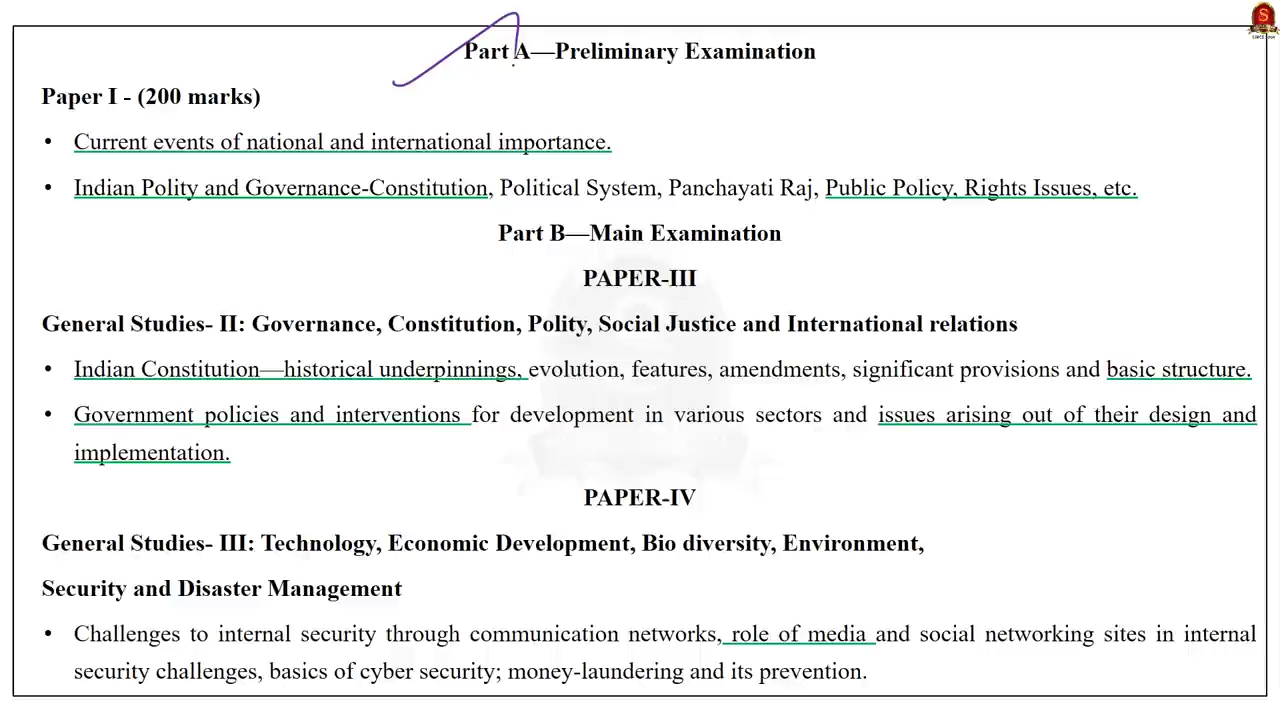 Part A—Preliminary Examination
Paper I - (200 marks)
• Current events of national and international importance.
• Indian Polity and Governance-Constitution, Political System, Panchayati Raj, Public Policy, Rights Issues, etc.
Part B—Main Examination
PAPER-III
General Studies- II: Governance, Constitution, Polity, Social Justice and International relations
• Indian Constitution—historical underpinnings, evolution, features, amendments, significant provisions and basic structure.
• Government policies and interventions for development in various sectors and issues arising out of their design and
implementation.
PAPER-IV
General Studies- III: Technology, Economic Development, Bio diversity, Environment,
Security and Disaster Management
• Challenges to internal security through communication networks, role of media and social networking sites in internal
security challenges, basics of cyber security; money-laundering and its prevention.